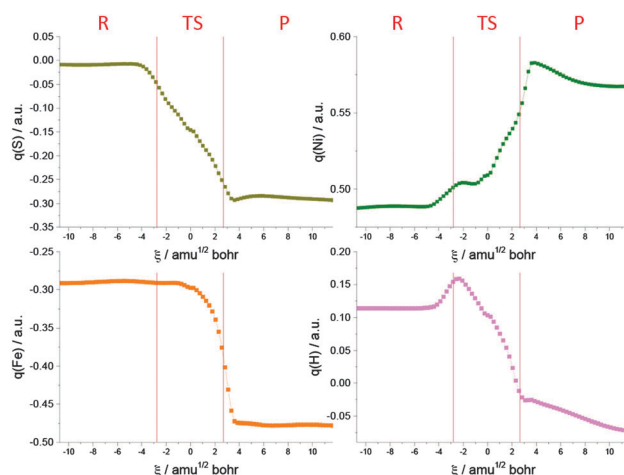 R TS P R TS P
0.05
0.00
-0.05
-0.10
-0.15
-0.20
-0.25
-0.30
-0.35
q(S) / a.u.
-10 -8 -6 -4 -2 0 2 4 6 8 10
ξ / amu1/2 bohr
0.60
0.55
0.50
0.45
q(Ni) / a.u.
-10 -8 -6 -4 -2 0 2 4 6 8 10
ξ / amu1/2 bohr
-0.25
-0.30
-0.35
-0.40
-0.45
-0.50
q(Fe) / a.u.
-10 -8 -6 -4 -2 0 2 4 6 8 10
ξ / amu1/2 bohr
0.20
0.15
0.10
0.05
0.00
-0.05
q(H) / a.u.
-10 -8 -6 -4 -2 0 2 4 6 8 10
ξ / amu1/2 bohr